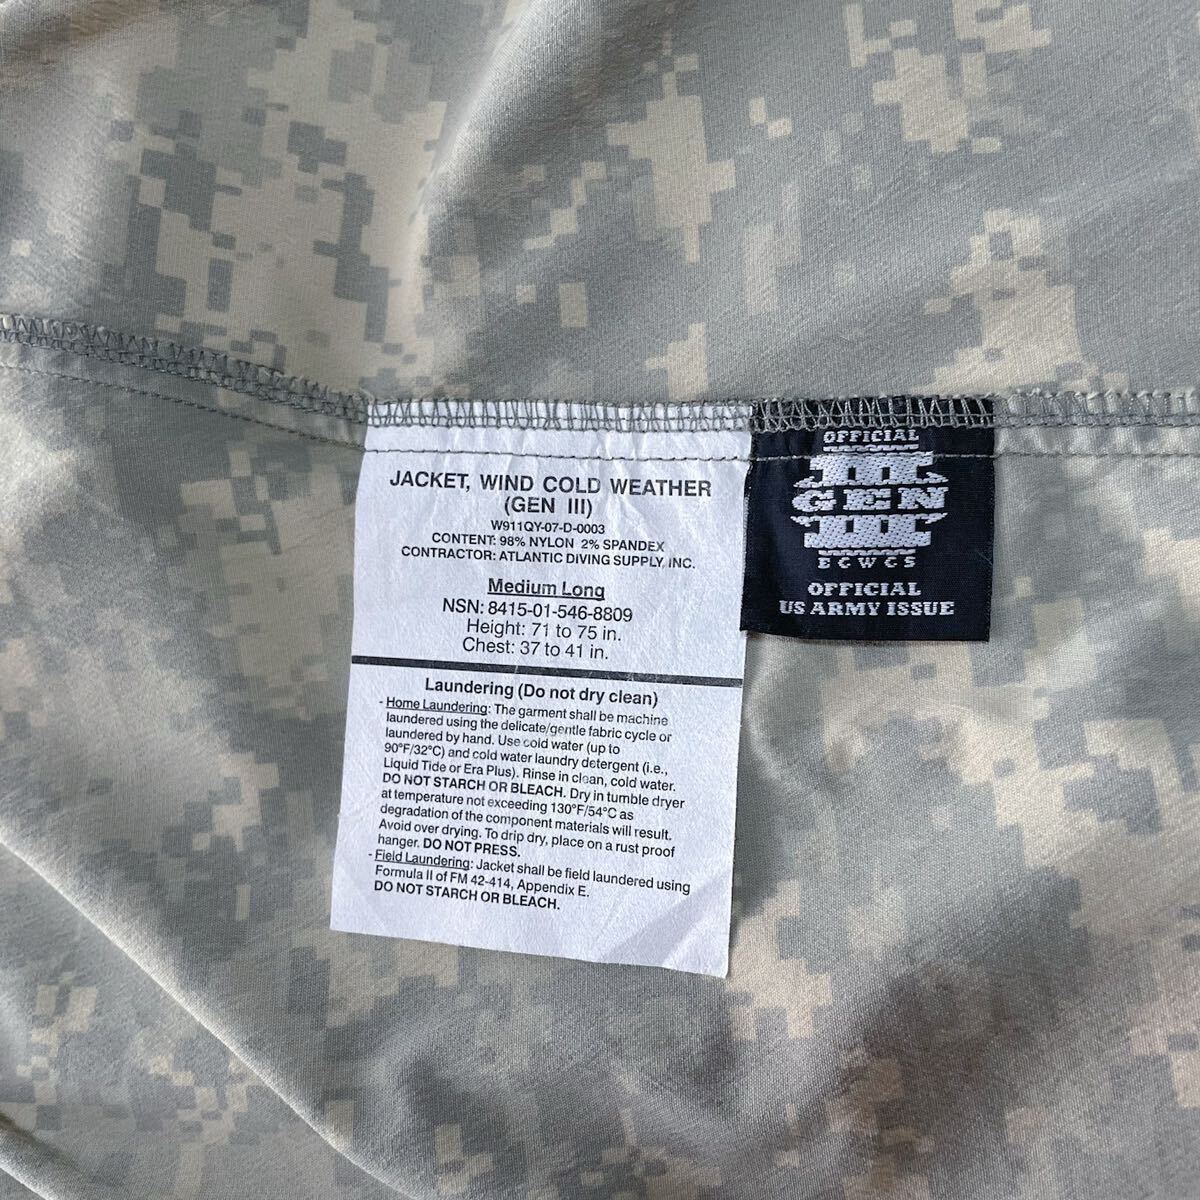 JACKET, WIND COLD WEATHER
(GEN III)
W911QY-07-D-0003
CONTENT: 98% NYLON 2% SPANDEX
CONTRACTOR: ATLANTIC DIVING SUPPLY, INC.
Medium Long
NSN: 8415-01-546-8809
Height: 71 to 75 in.
Chest: 37 to 41 in.
Laundering (Do not dry clean)
- Home Laundering: The garment shall be machine
laundered using the delicate/gentle fabric cycle or
laundered by hand. Use cold water (up to
90°F/32°C) and cold water laundry detergent (i.e.,
Liquid Tide or Era Plus). Rinse in clean, cold water.
DO NOT STARCH OR BLEACH. Dry in tumble dryer
at temperature not exceeding 130°F/54°C as
degradation of the component materials will result.
Avoid over drying. To drip dry, place on a rust proof
hanger. DO NOT PRESS.
- Field Laundering: Jacket shall be field laundered using
Formula II of FM 42-414, Appendix E.
DO NOT STARCH OR BLEACH.
OFFICIAL
III
GEN
III
ECWCS
OFFICIAL
US ARMY ISSUE